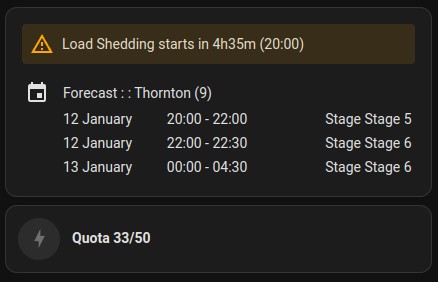 Load Shedding starts in 4h35m (20:00)
Forecast : : Thornton (9)
12 January 20:00 - 22:00 Stage Stage 5
12 January 22:00 - 22:30 Stage Stage 6
13 January 00:00 - 04:30 Stage Stage 6
Quota 33/50